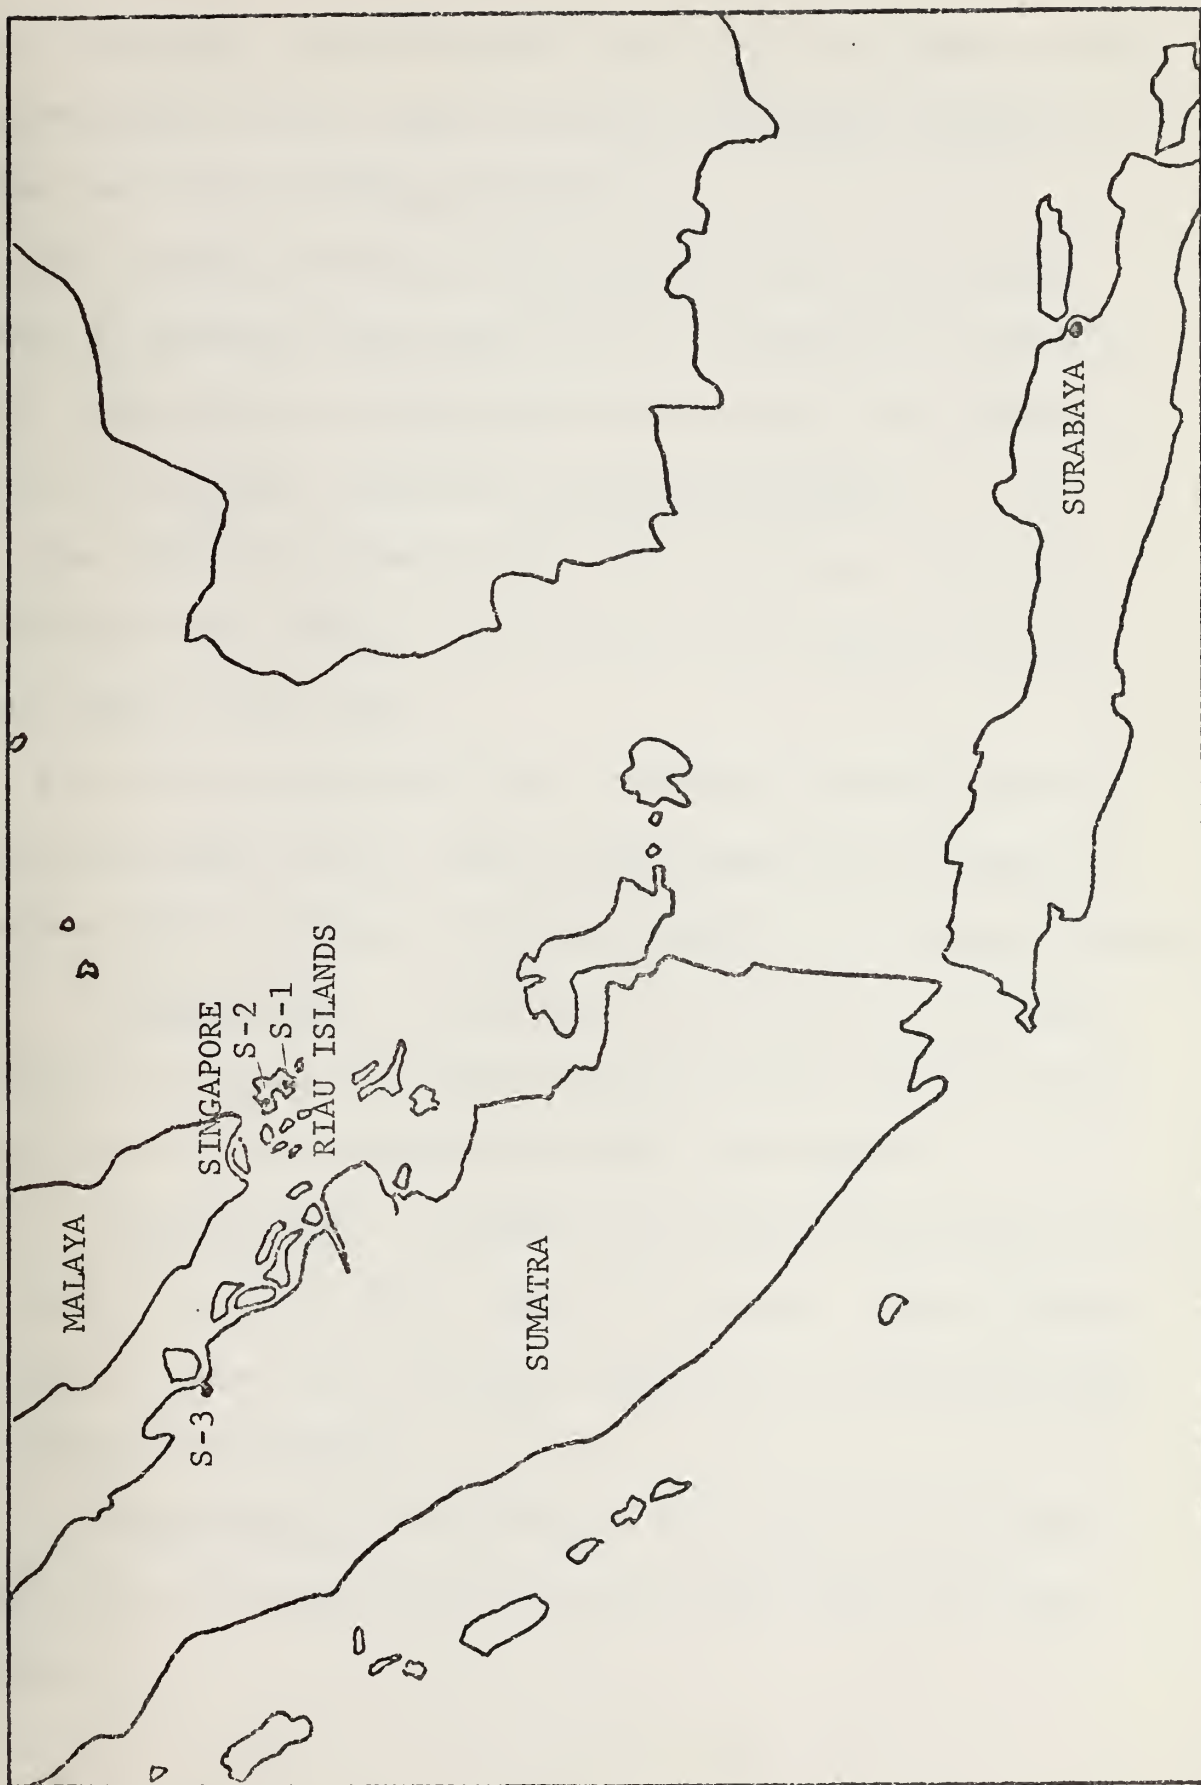 MALAYA
SINGAPORE
S-2
S-1
RIAU ISLANDS
S-3
SUMATRA
SURABAYA